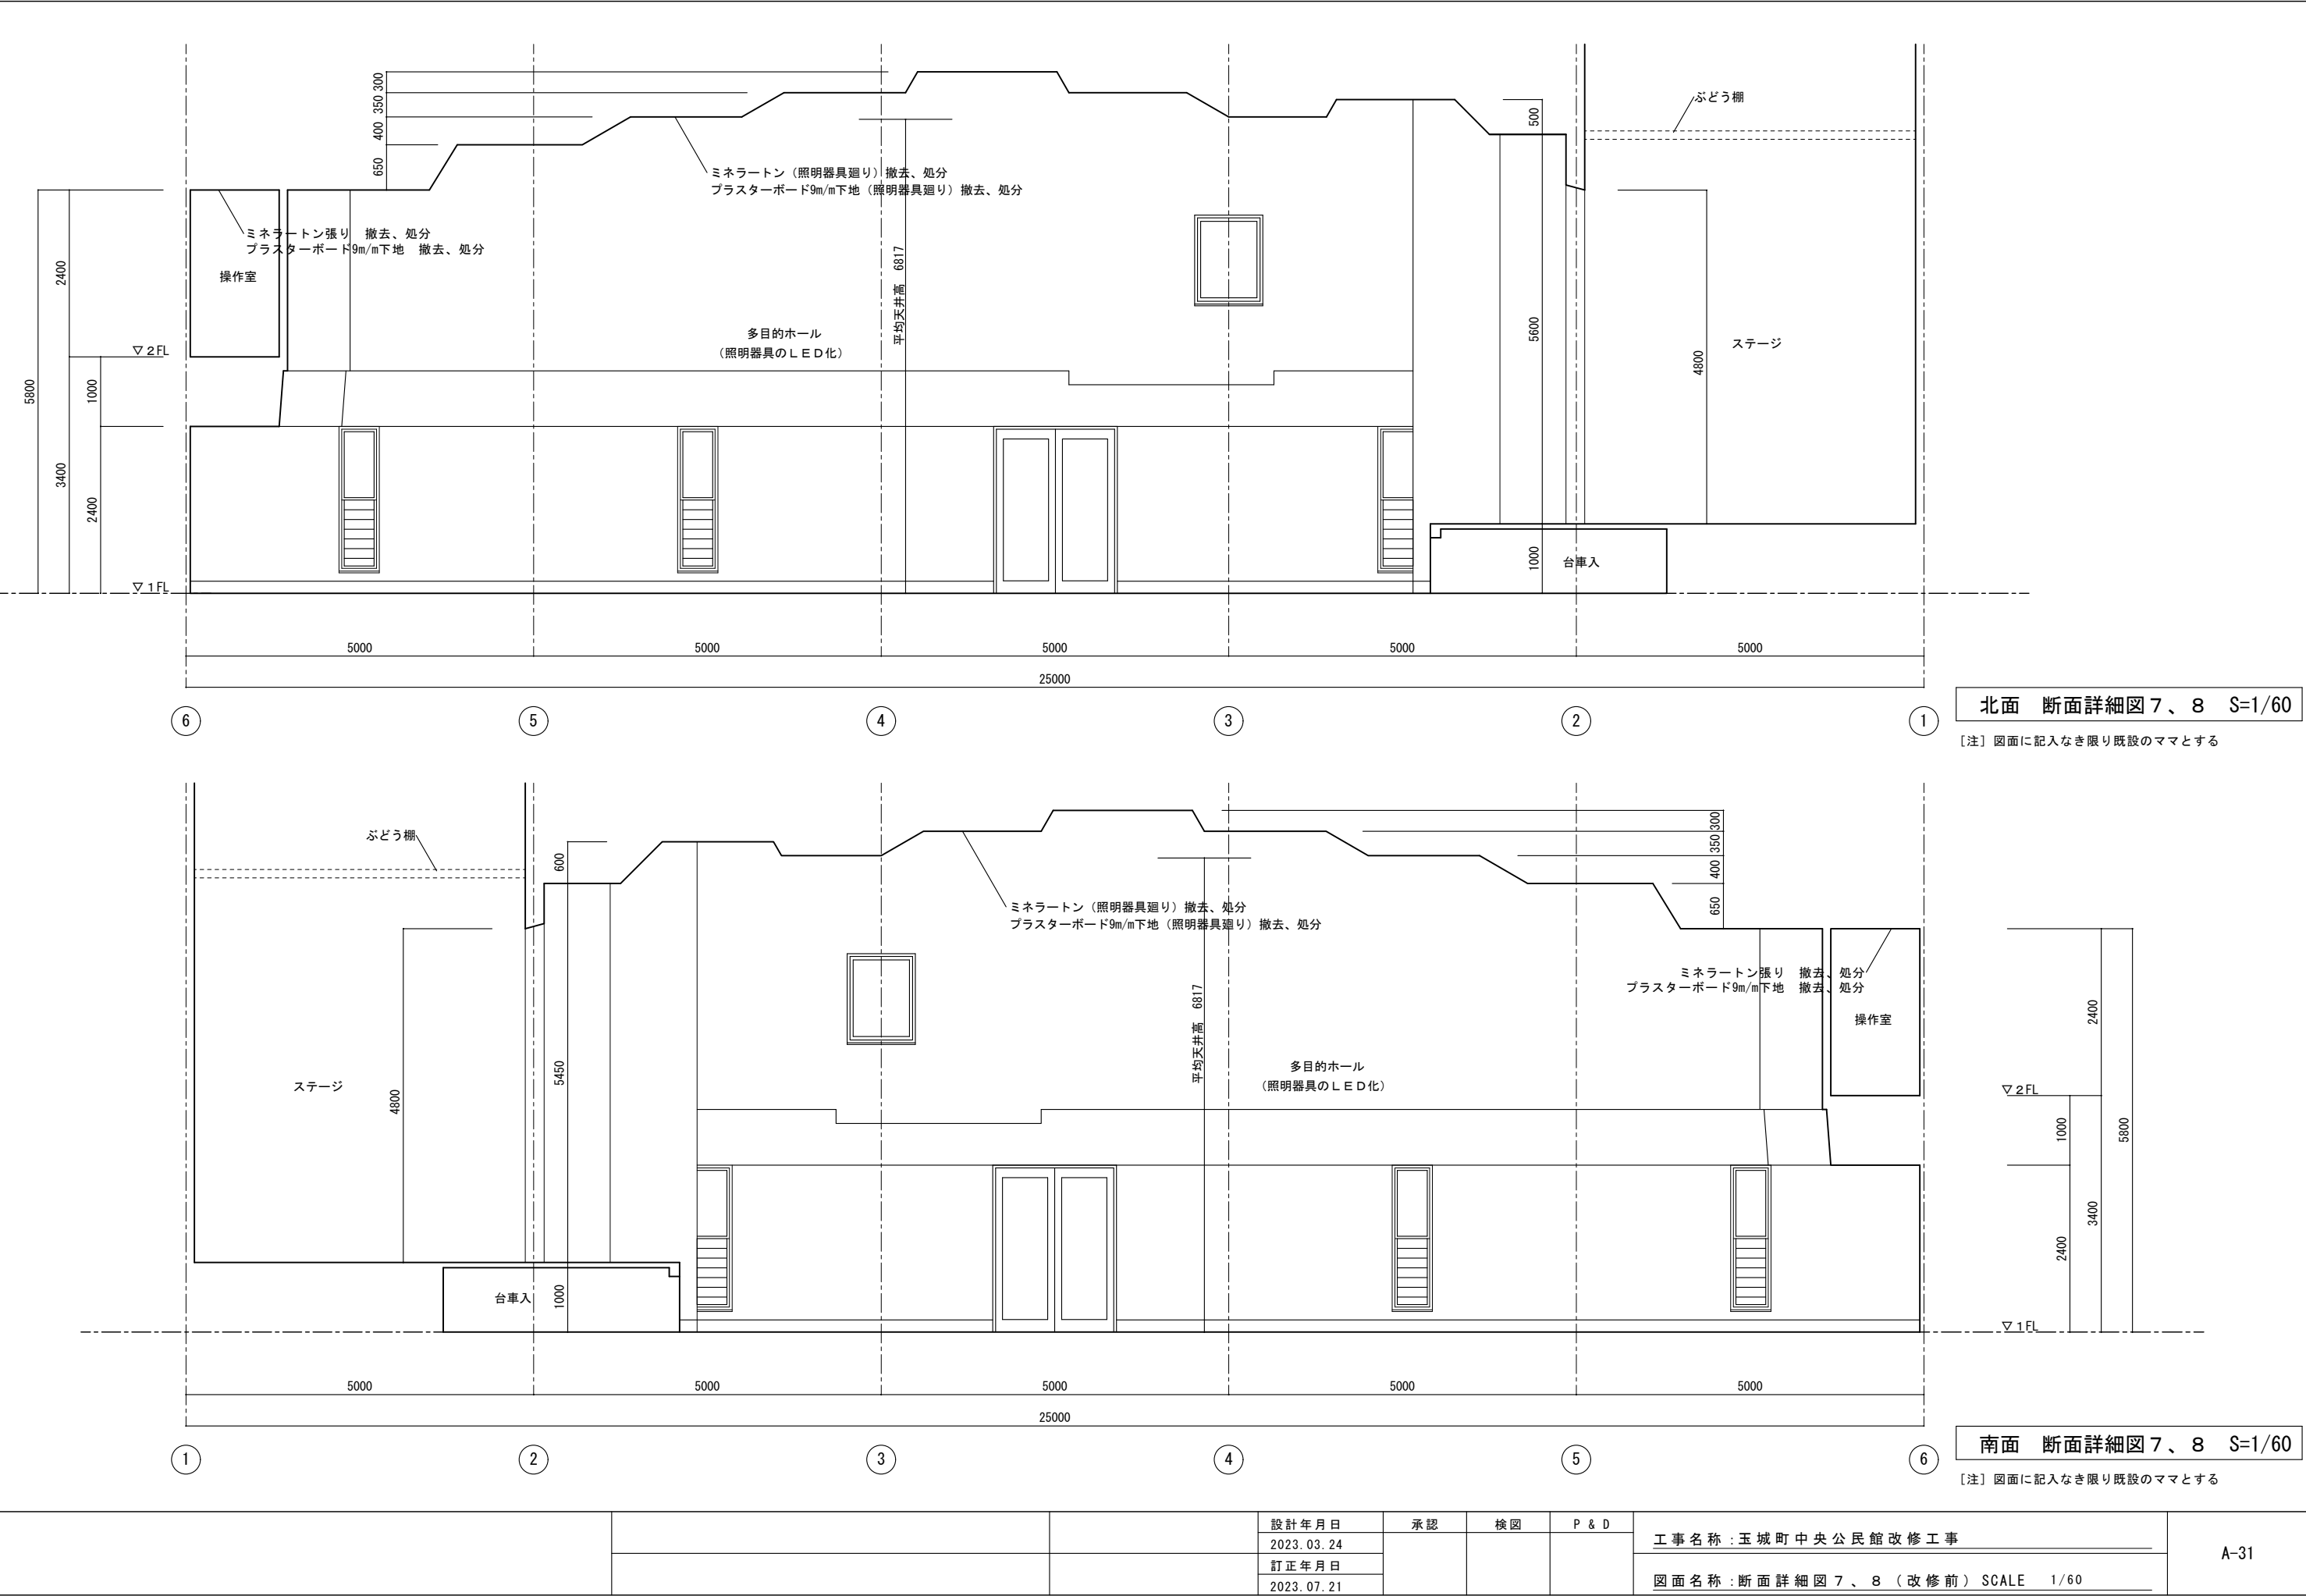 300
350
400
650
500
ぶどう棚
ミネラートン（照明器具廻り）撤去、処分
プラスターボード9m/m下地（照明器具廻り）撤去、処分
ミネラートン張り　撤去、処分
プラスターボード9m/m下地　撤去、処分
操作室
平均天井高　6817
多目的ホール
（照明器具のＬＥＤ化）
ステージ
5800
2400
3400
1000
2400
▽２FL
▽１FL
5600
4800
1000
台車入
5000 5000 5000 5000 5000
25000
6 5 4 3 2 1
北面　断面詳細図７、８　S=1/60
［注］図面に記入なき限り既設のママとする
ぶどう棚
600
300
350
400
650
ミネラートン（照明器具廻り）撤去、処分
プラスターボード9m/m下地（照明器具廻り）撤去、処分
ミネラートン張り　撤去、処分
プラスターボード9m/m下地　撤去、処分
操作室
平均天井高　6817
多目的ホール
（照明器具のＬＥＤ化）
ステージ
4800
5450
1000
台車入
2400
1000
5800
3400
2400
▽２FL
▽１FL
5000 5000 5000 5000 5000
25000
1 2 3 4 5 6
南面　断面詳細図７、８　S=1/60
［注］図面に記入なき限り既設のママとする
設計年月日
2023.03.24
訂正年月日
2023.07.21
承認 検図 P & D
工事名称：玉城町中央公民館改修工事
図面名称：断面詳細図７、８（改修前）SCALE 1/60
A-31